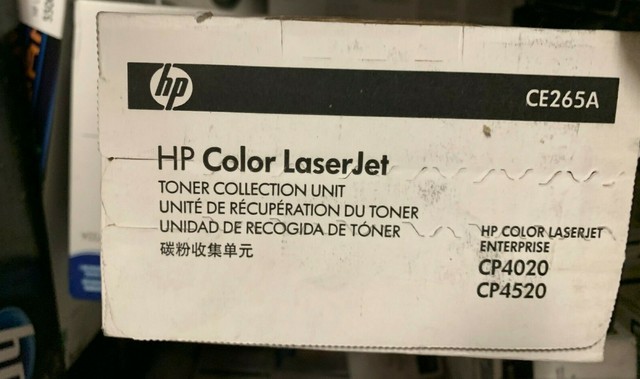 hp
CE265A
HP Color LaserJet
TONER COLLECTION UNIT
UNITÉ DE RÉCUPÉRATION DU TONER
UNIDAD DE RECOGIDA DE TÓNER
碳粉收集单元
HP COLOR LASERJET
ENTERPRISE
CP4020
CP4520
hp